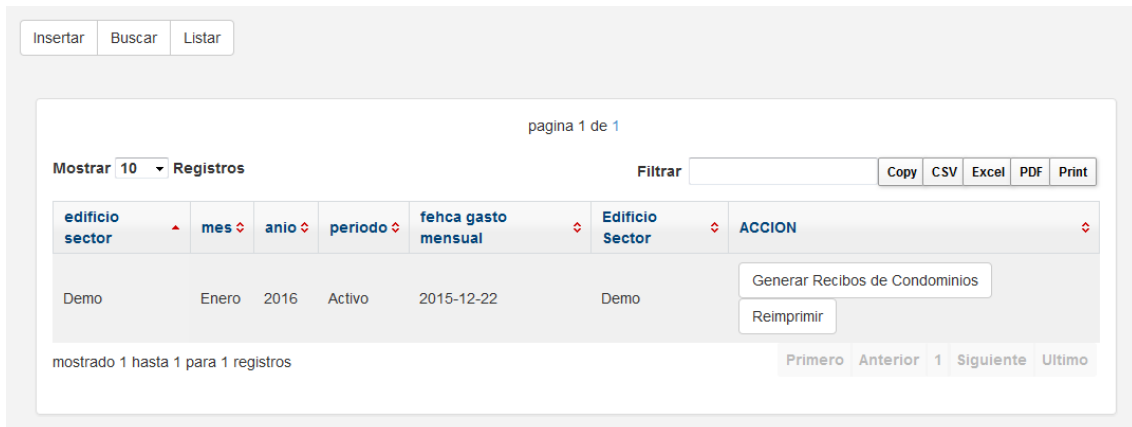 Insertar Buscar Listar
pagina 1 de 1
Mostrar 10 Registros Filtrar Copy CSV Excel PDF Print
edificio sector mes anio periodo fehca gasto mensual Edificio Sector ACCION
Demo Enero 2016 Activo 2015-12-22 Demo Generar Recibos de Condominios
Reimprimir
mostrado 1 hasta 1 para 1 registros Primero Anterior 1 Siguiente Ultimo